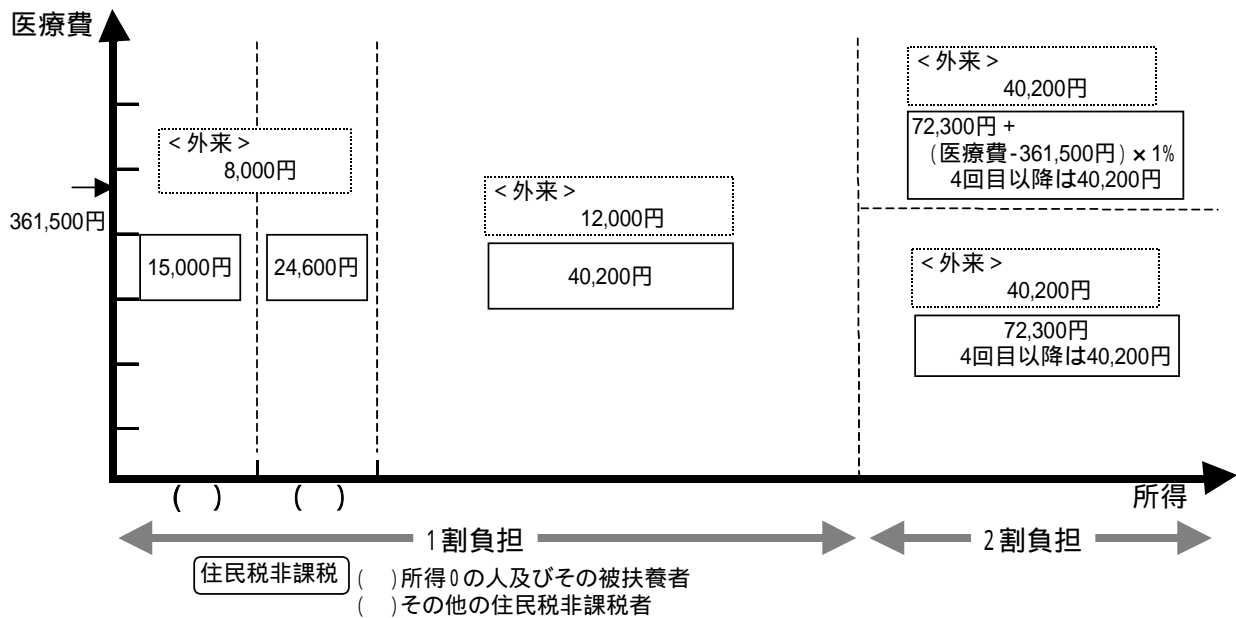 医療費
<外来>
8,000円
361,500円
15,000円
24,600円
<外来>
12,000円
40,200円
<外来>
40,200円
72,300円 +
(医療費-361,500円) × 1%
4回目以降は40,200円
<外来>
40,200円
72,300円
4回目以降は40,200円
( )
( )
所得
1割負担
2割負担
住民税非課税
( )所得0の人及びその被扶養者
( )その他の住民税非課税者